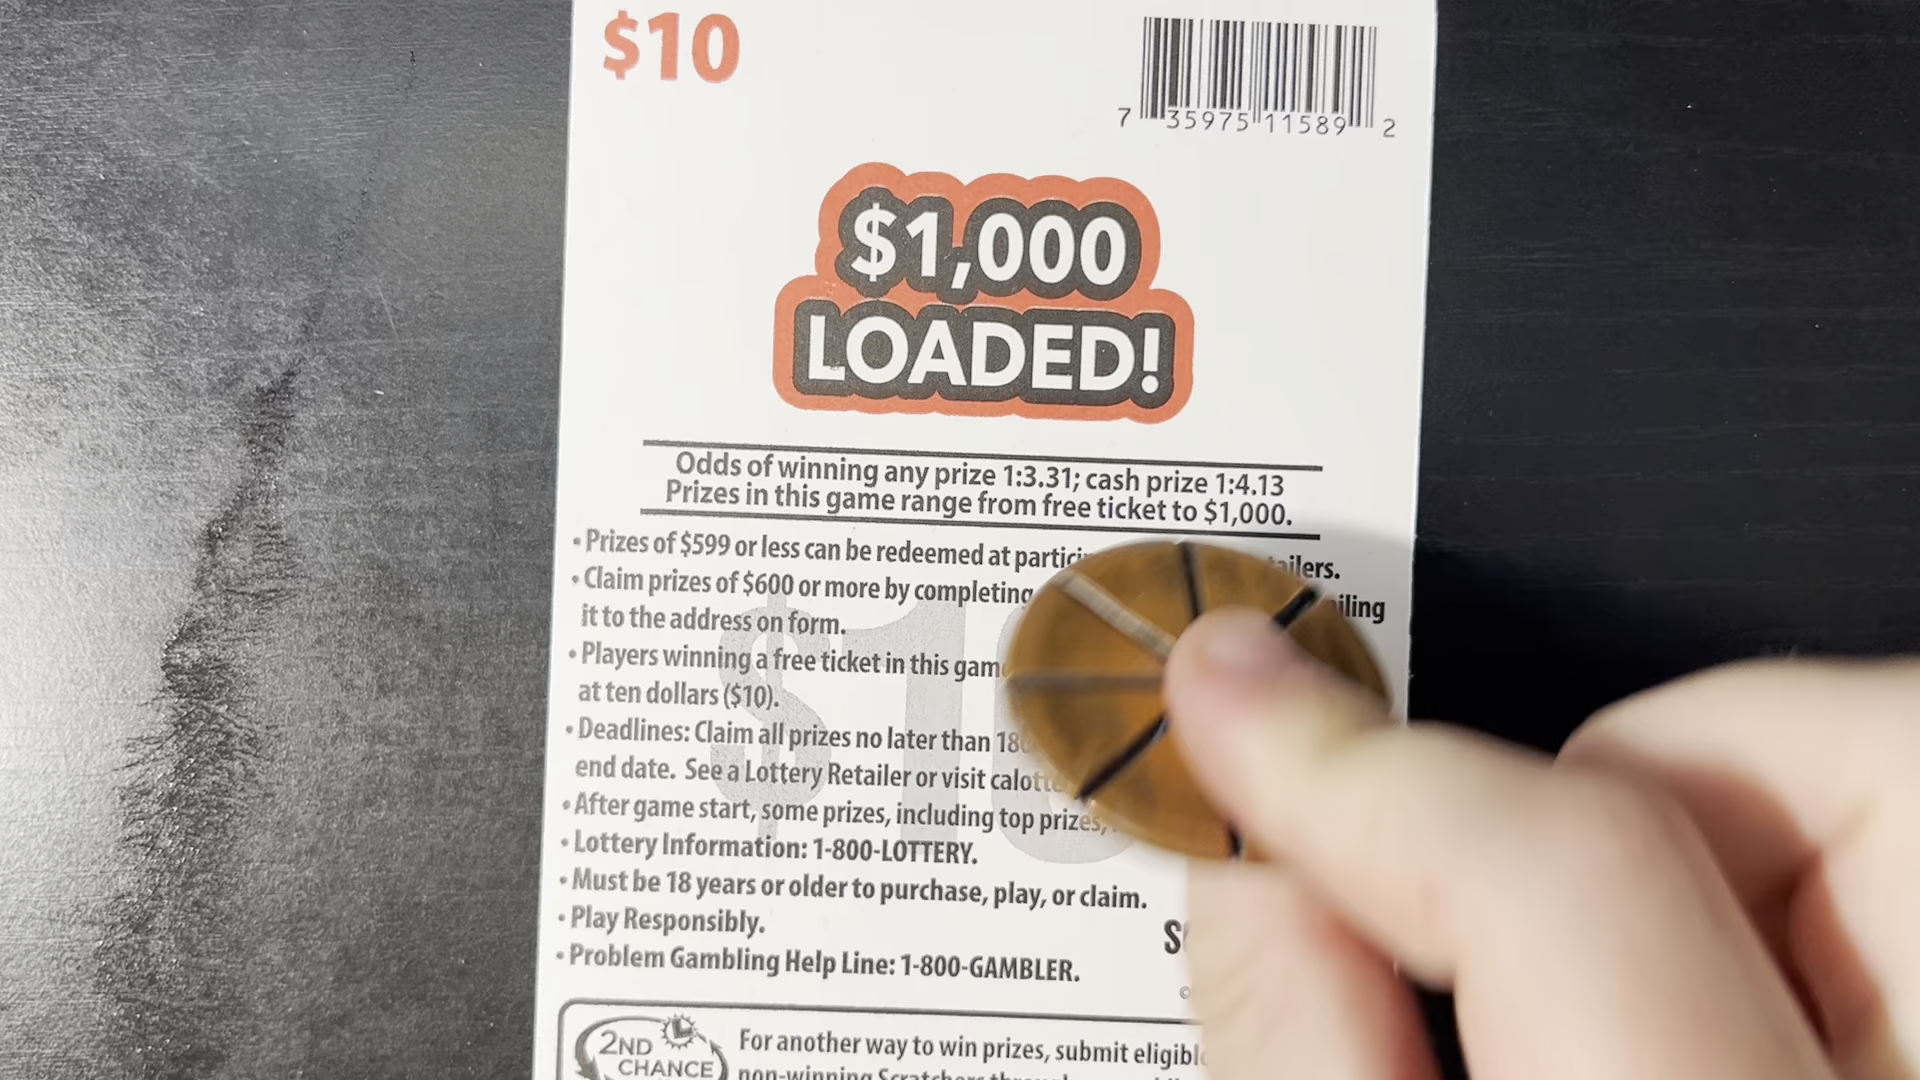 $10
7 35975 11589 2
$1,000
LOADED!
Odds of winning any prize 1:3.31; cash prize 1:4.13
Prizes in this game range from free ticket to $1,000.
• Prizes of $599 or less can be redeemed at
• Claim prizes of $600 or more by completing
it to the address on form.
• Players winning a free ticket in this
at ten dollars ($10).
• Deadlines: Claim all prizes no later than
end date. See a Lottery Retailer or visit
• After game start, some prizes, including top prizes,
• Lottery Information: 1-800-LOTTERY.
• Must be 18 years or older to purchase, play, or claim.
• Play Responsibly.
• Problem Gambling Help Line: 1-800-GAMBLER.
$10
2ND
CHANCE
For another way to win prizes, submit
non-winning Scratchers